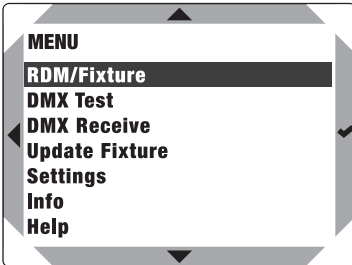 MENU
RDM/Fixture
DMX Test
DMX Receive
Update Fixture
Settings
Info
Help